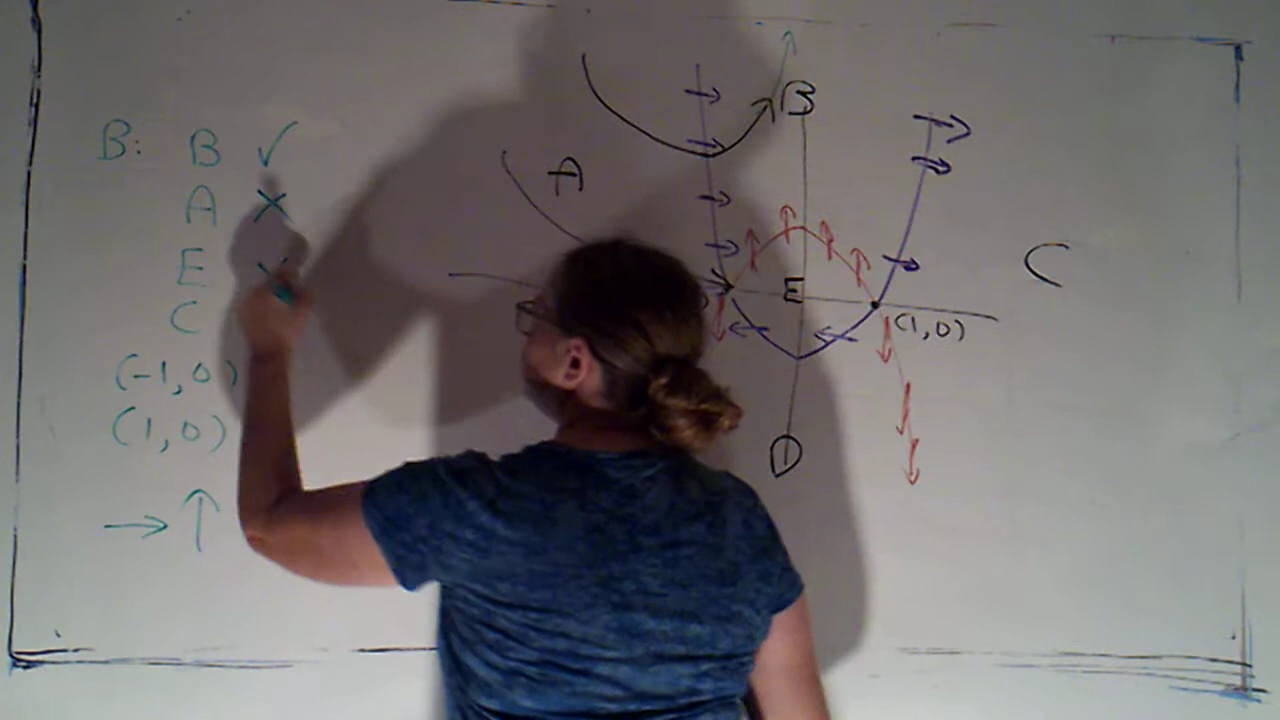 B: B ✓
A ×
E ×
C
(-1,0)
(1,0)
→ ↑
B
A
C
E
(1,0)
D